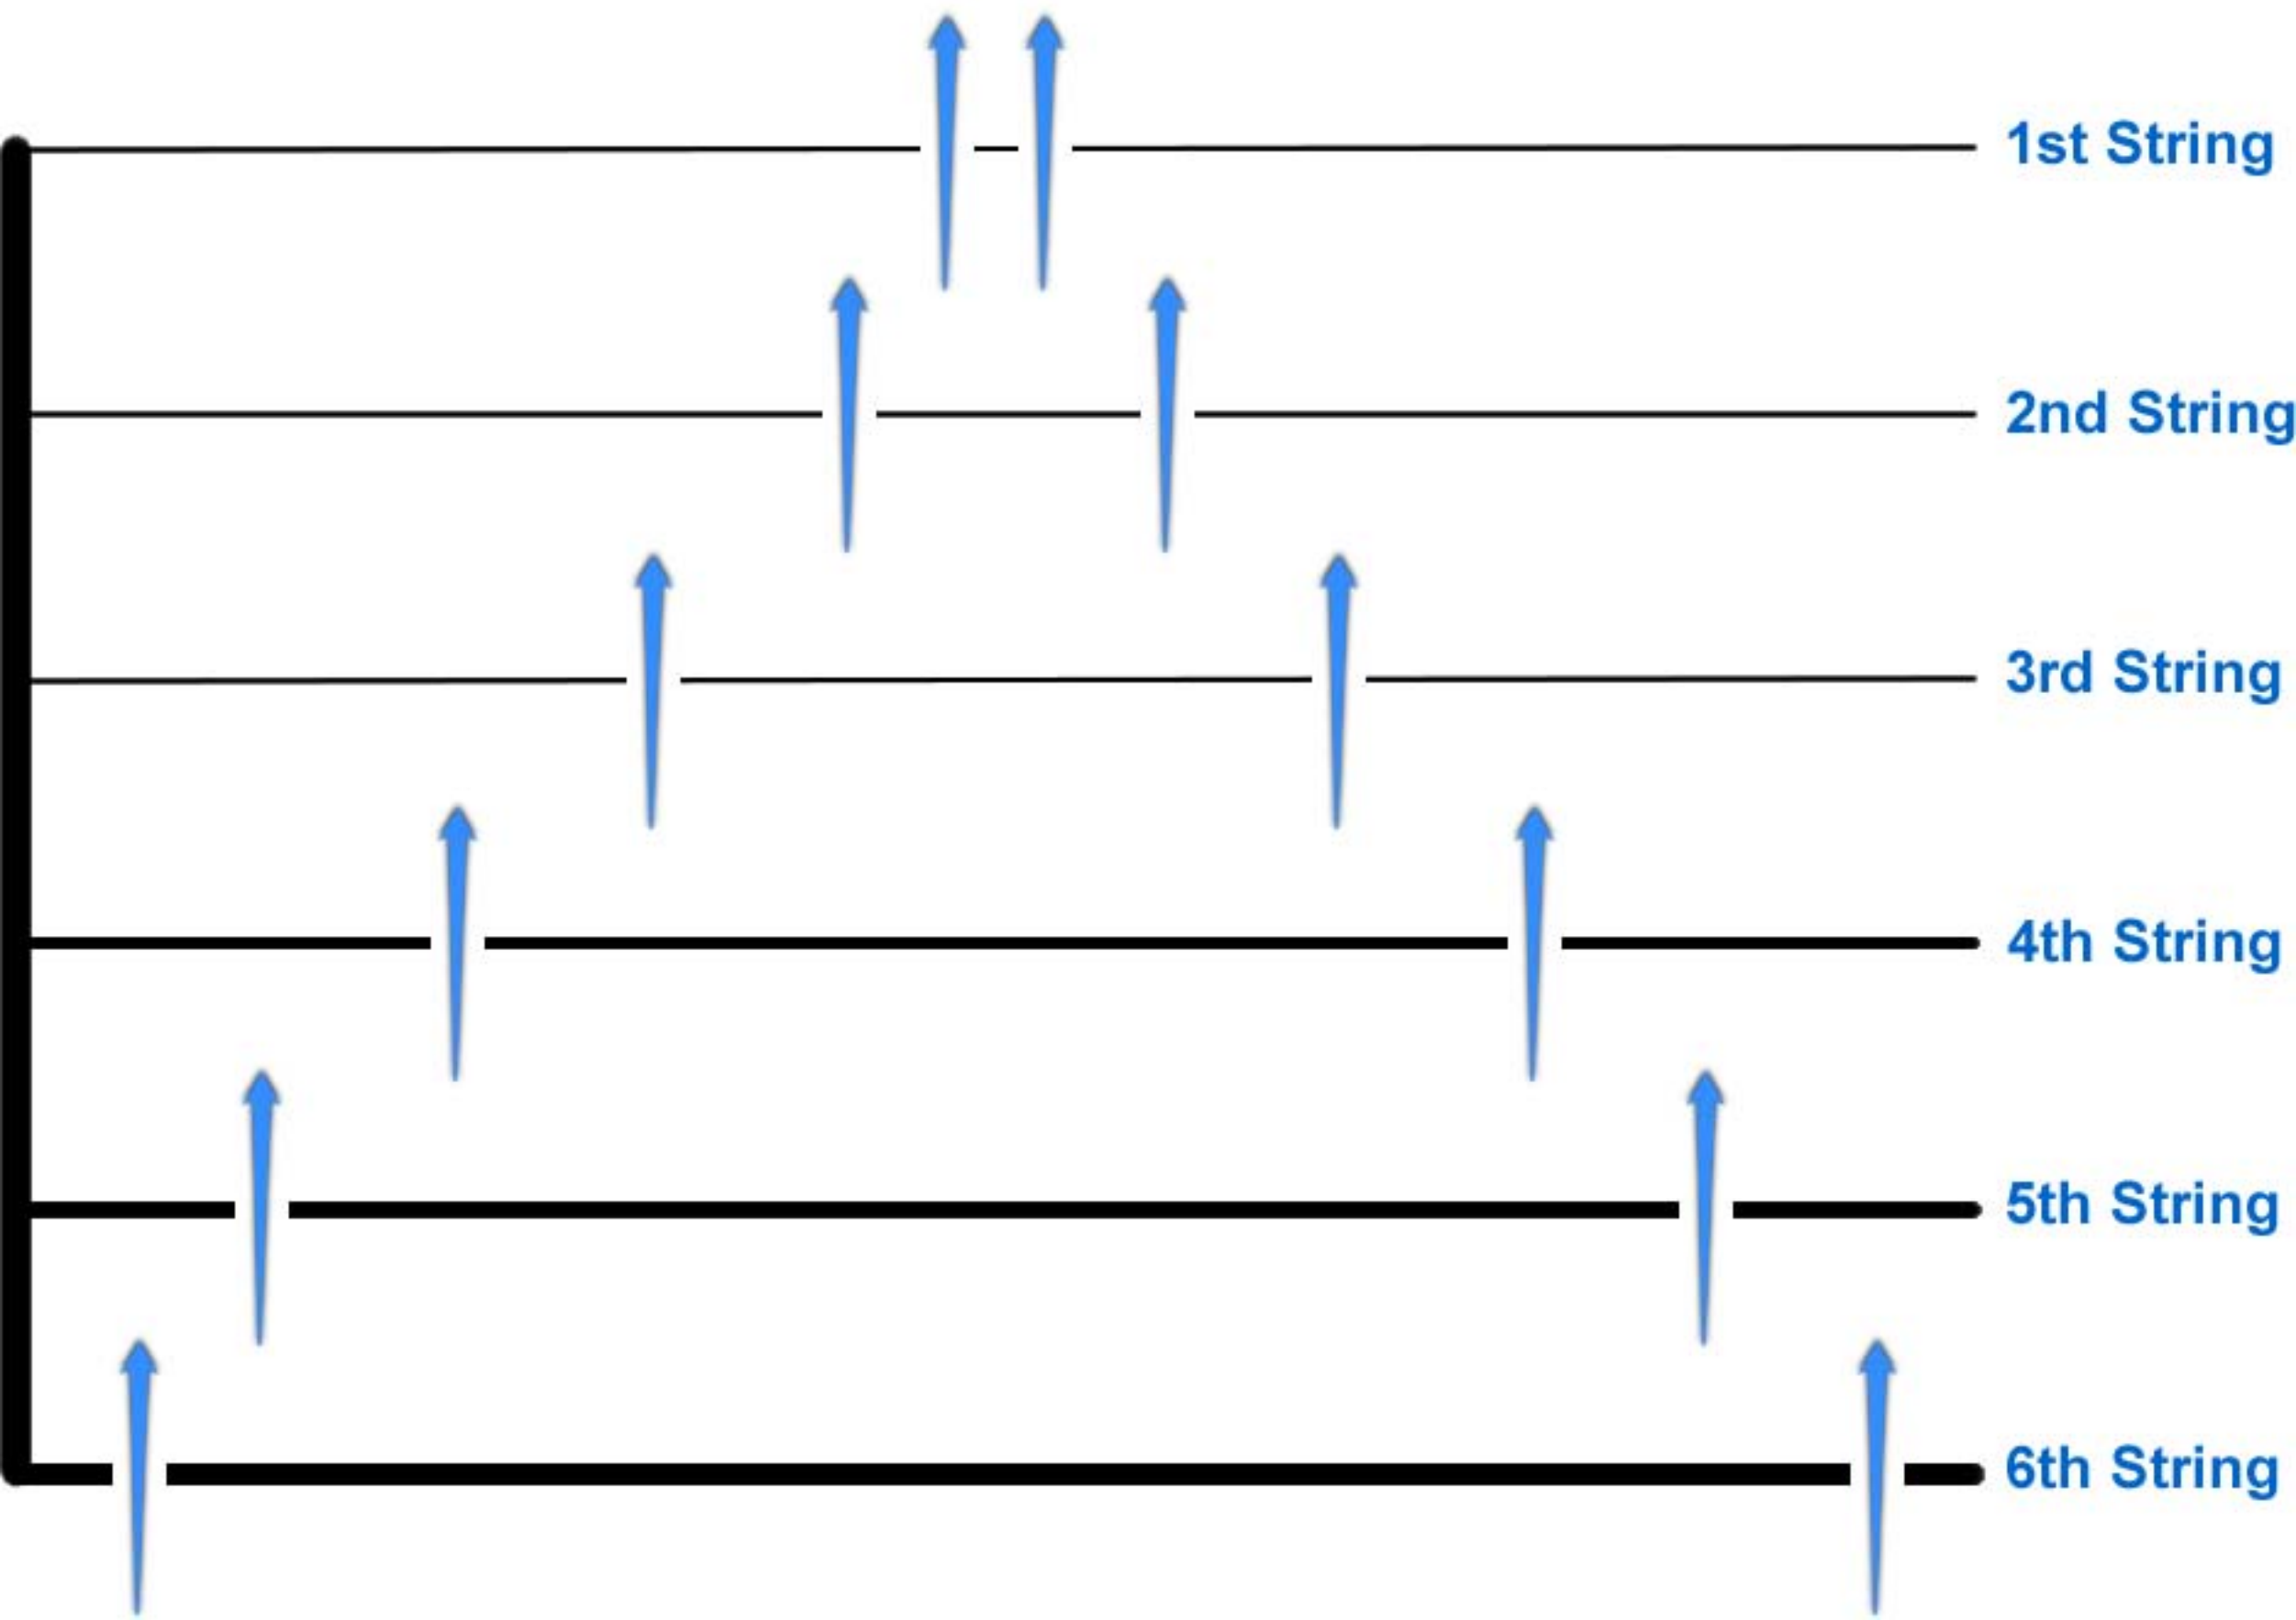 1st String
2nd String
3rd String
4th String
5th String
6th String